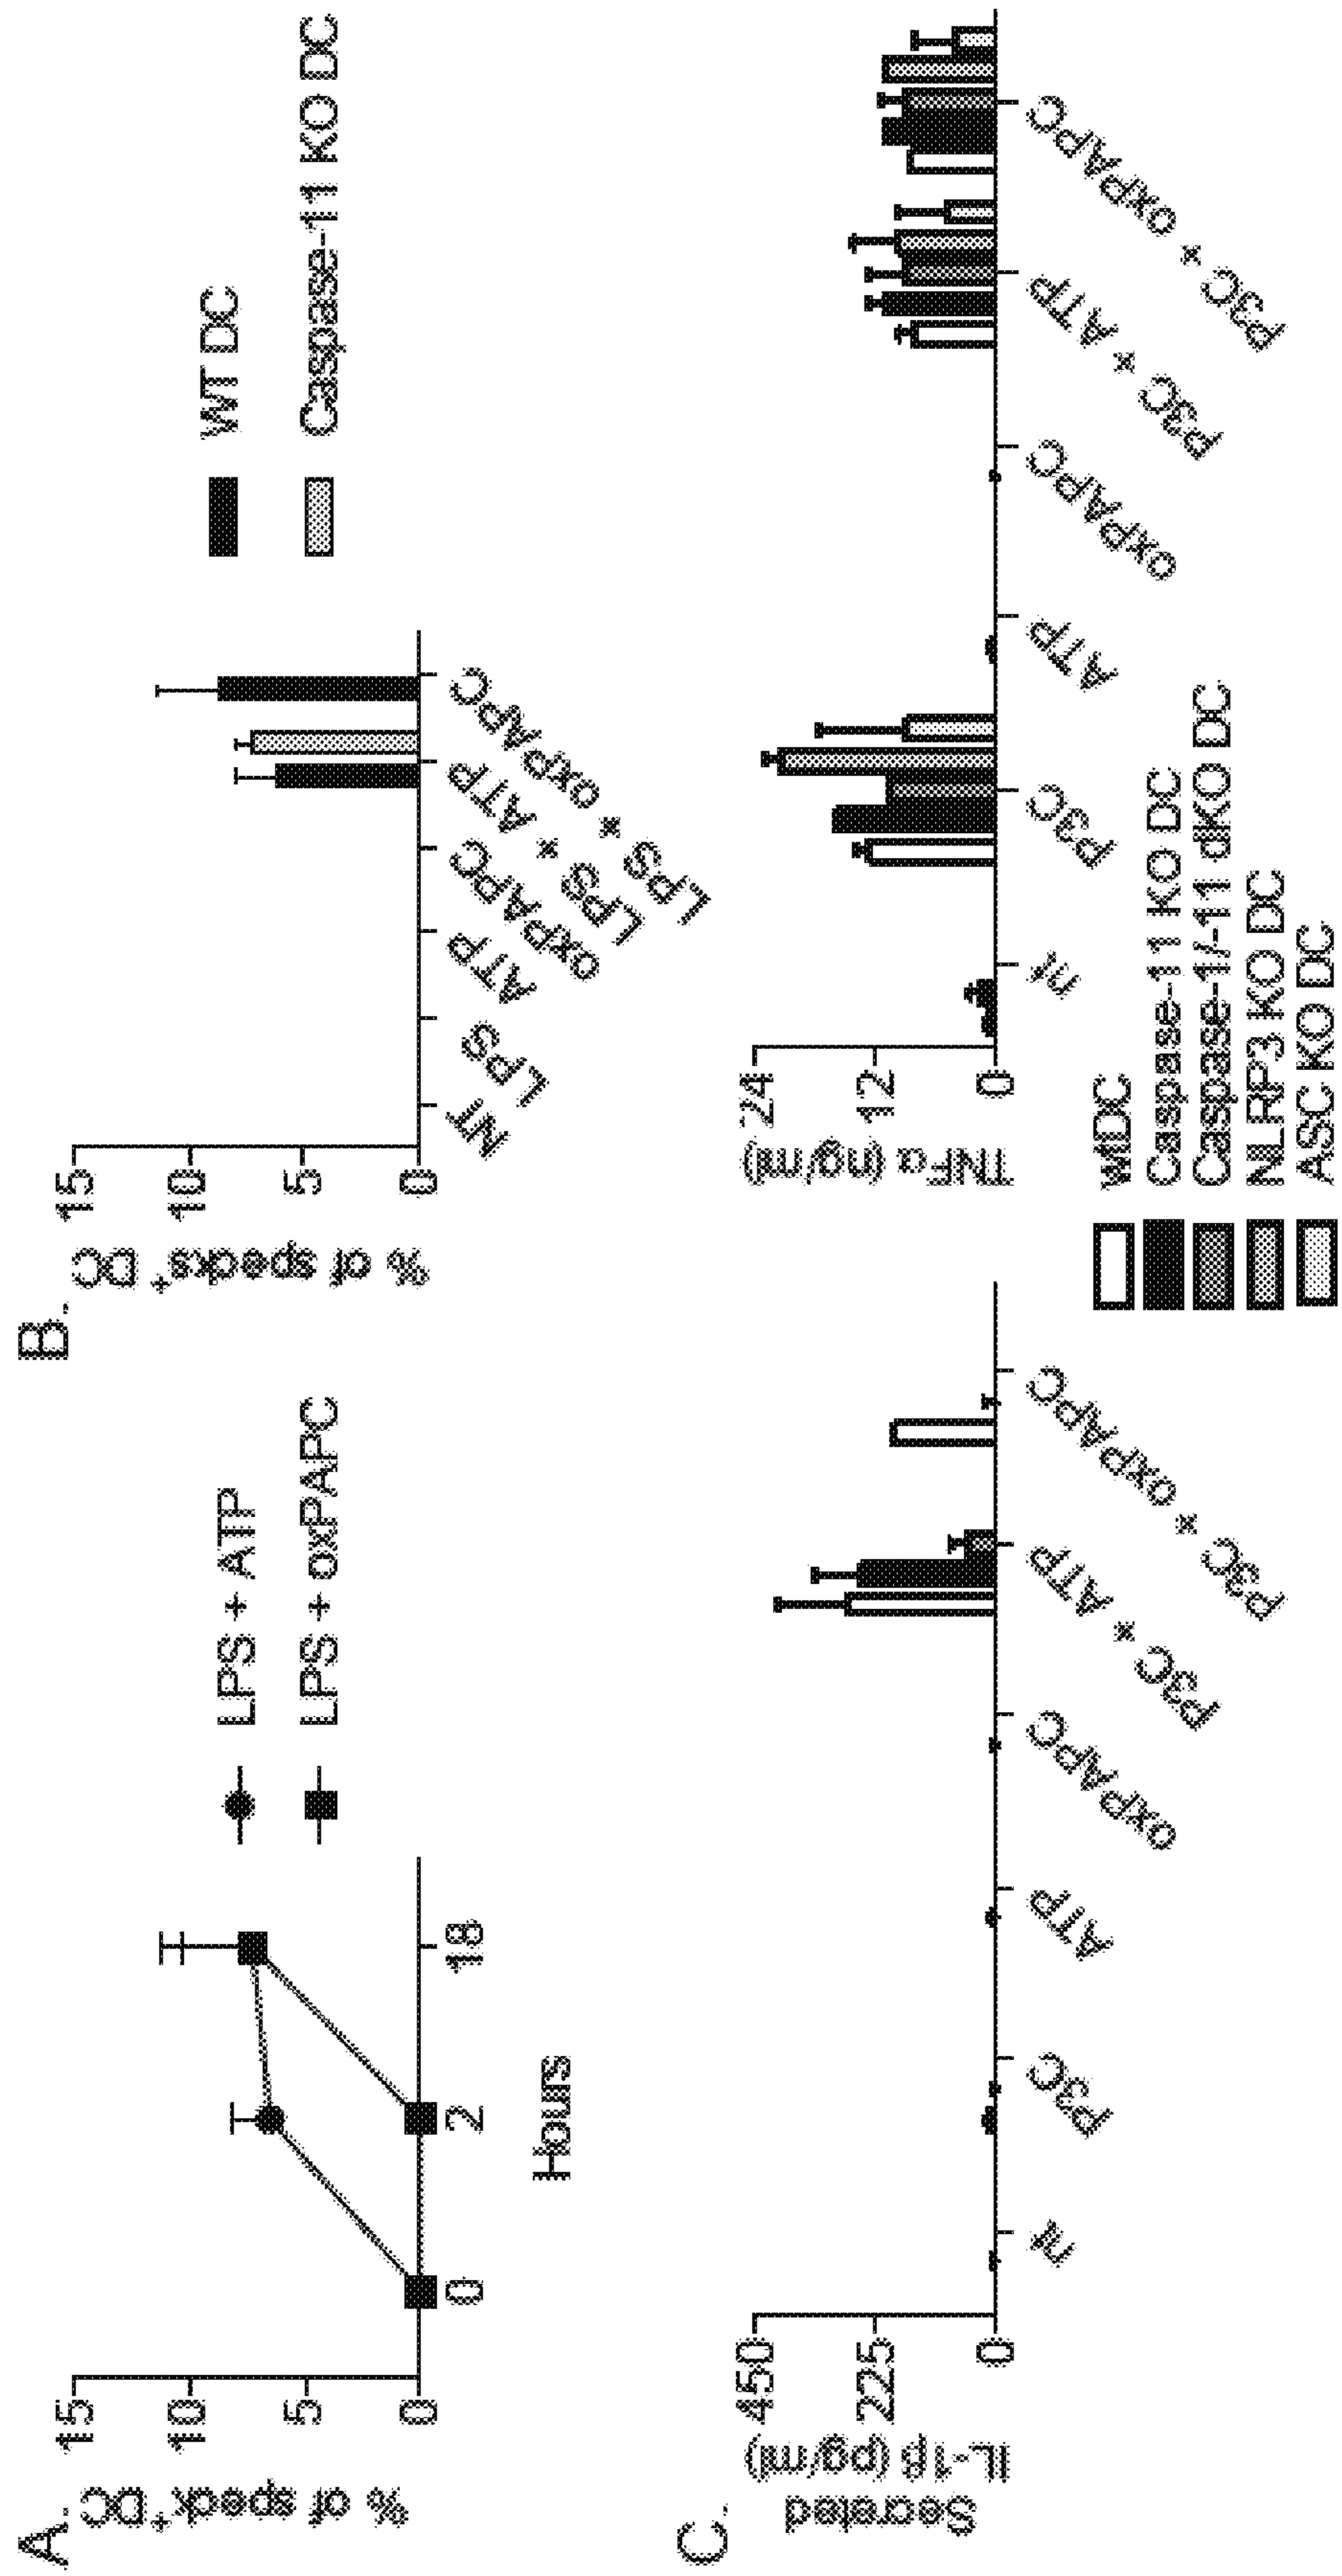 A.
% of speck⁺DC
15
10
5
0
0
2
18
Hours
LPS + ATP
LPS + oxPAPC
B.
% of specks⁺ DC
15
10
5
0
NT
LPS
ATP
oxPAPC
LPS + ATP
LPS + oxPAPC
WT DC
Caspase-11 KO DC
C.
Secreted
IL-1β (pg/ml)
450
225
0
nt
P3C
ATP
oxPAPC
P3C + ATP
P3C + oxPAPC
TNFα (ng/ml)
24
12
0
nt
P3C
ATP
oxPAPC
P3C + ATP
P3C + oxPAPC
wtDC
Caspase-11 KO DC
Caspase-1/-11 dKO DC
NLRP3 KO DC
ASC KO DC